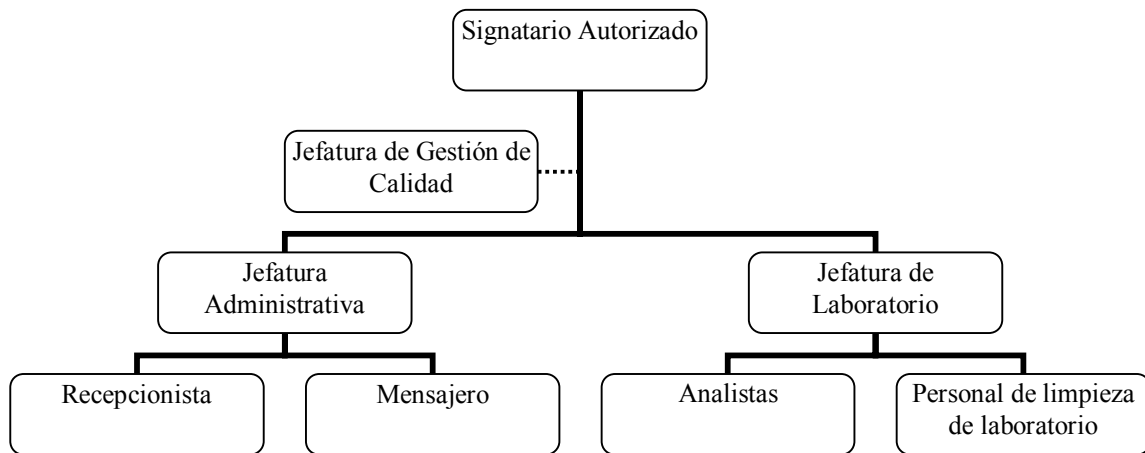 Signatario Autorizado
Jefatura de Gestión de
Calidad
Jefatura
Administrativa
Jefatura de
Laboratorio
Recepcionista
Mensajero
Analistas
Personal de limpieza
de laboratorio